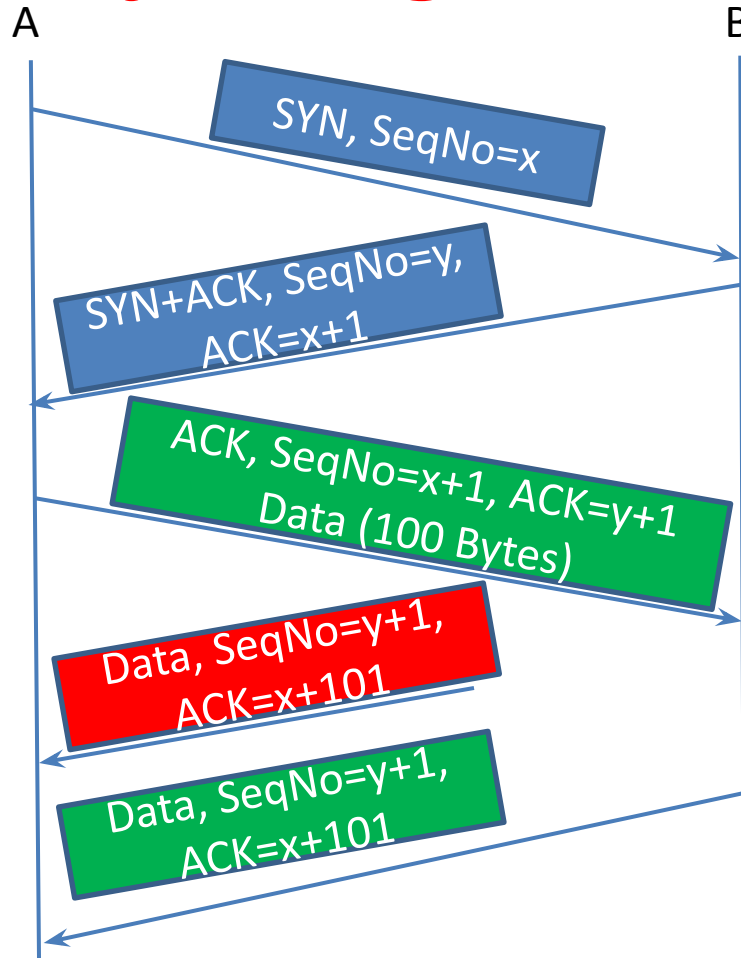 A
B
SYN, SeqNo=x
SYN+ACK, SeqNo=y,
ACK=x+1
ACK, SeqNo=x+1, ACK=y+1
Data (100 Bytes)
Data, SeqNo=y+1,
ACK=x+101
Data, SeqNo=y+1,
ACK=x+101